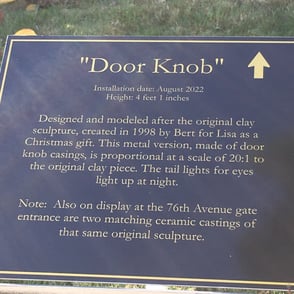 "Door Knob"
Installation date: August 2022
Height: 4 feet 1 inches
Designed and modeled after the original clay
sculpture, created in 1998 by Bert for Lisa as a
Christmas gift. This metal version, made of door
knob casings, is proportional at a scale of 20:1 to
the original clay piece. The tail lights for eyes
light up at night.
Note: Also on display at the 76th Avenue gate
entrance are two matching ceramic castings of
that same original sculpture.